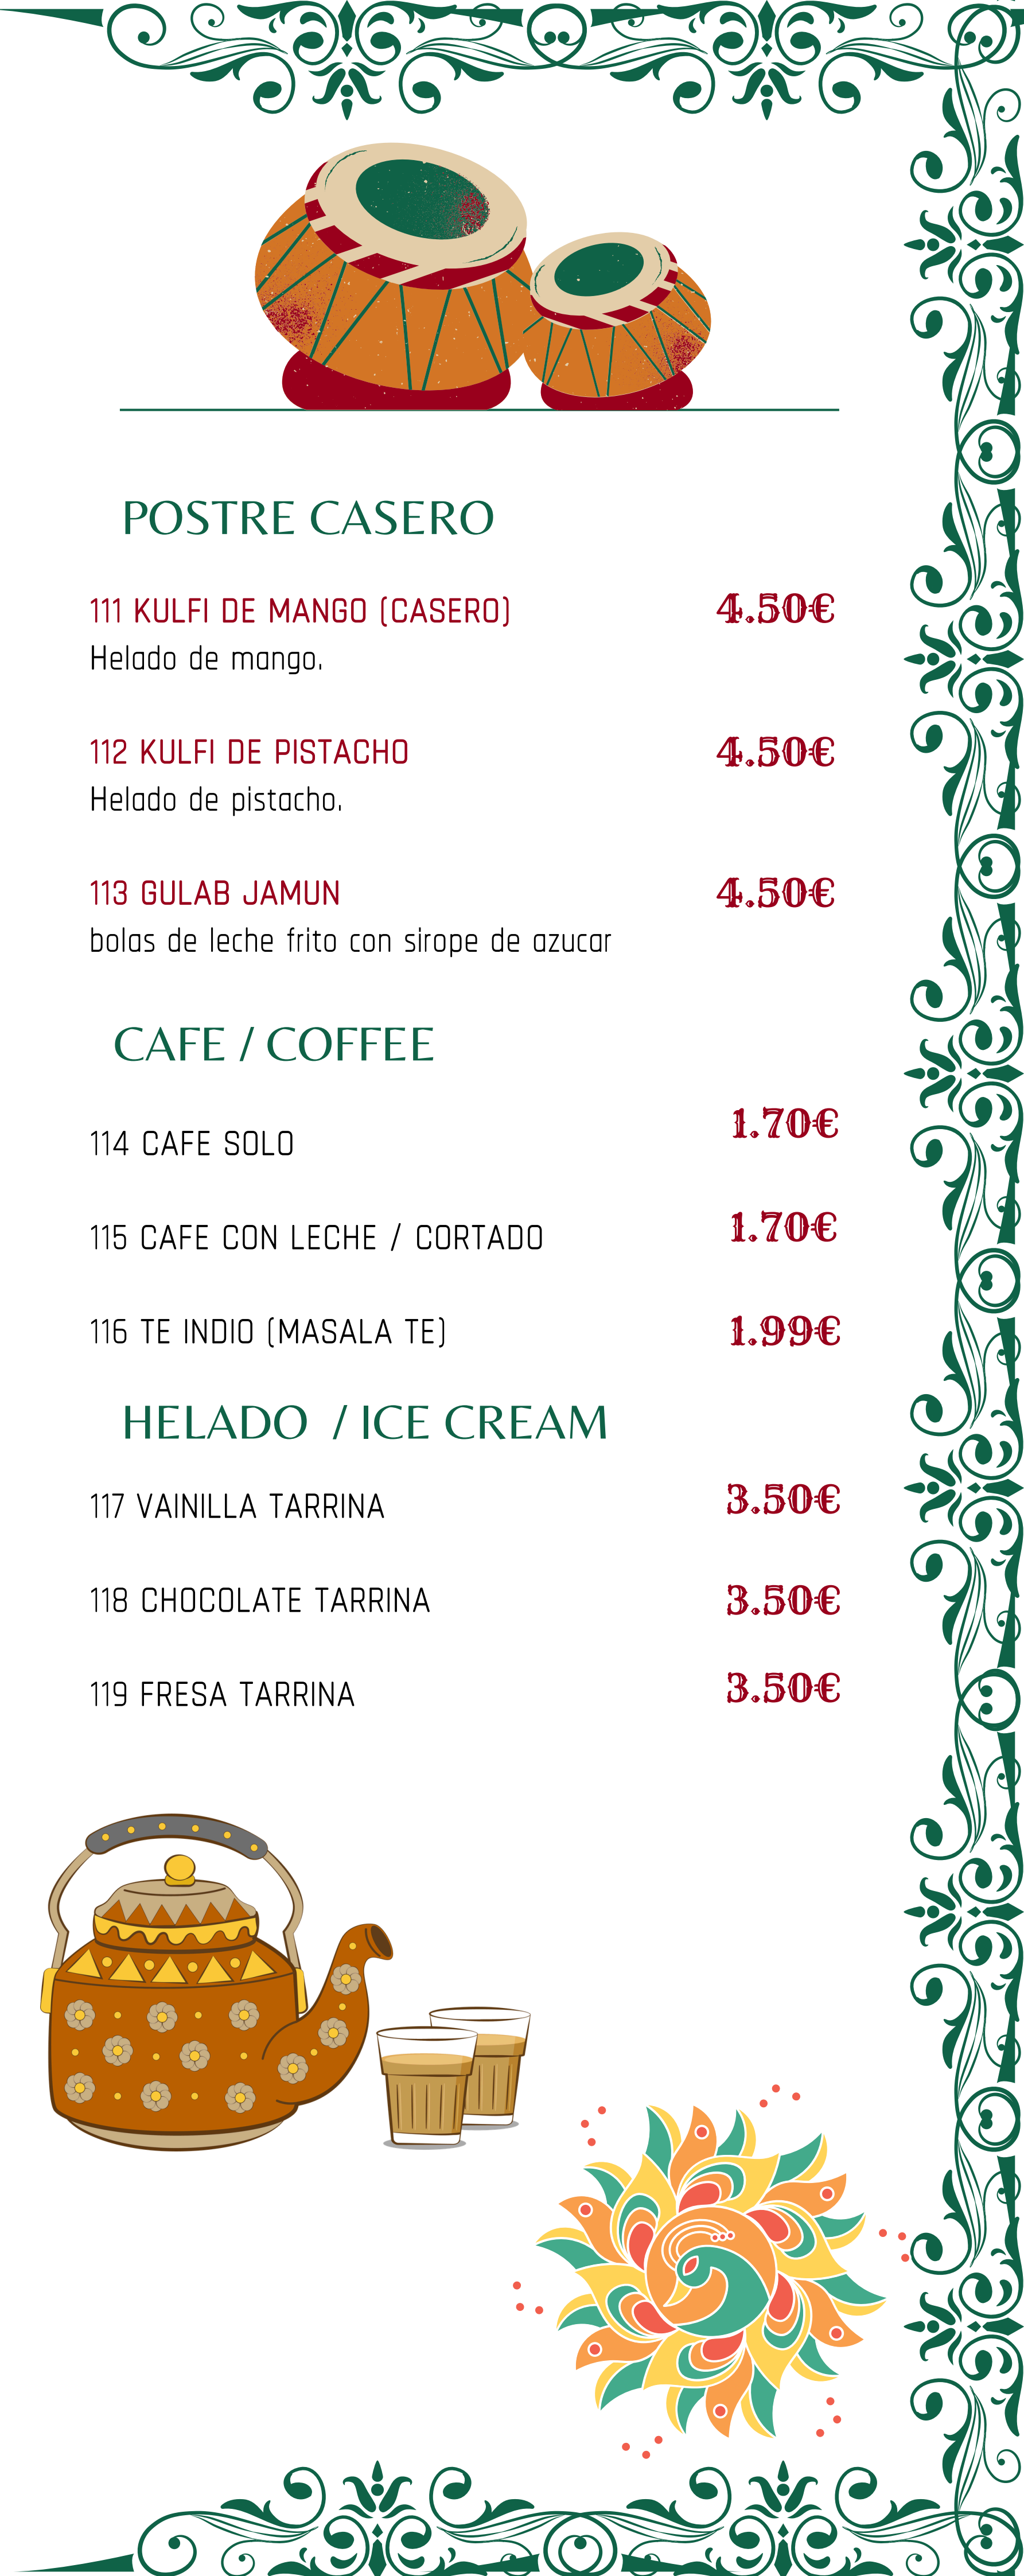 POSTRE CASERO
111 KULFI DE MANGO (CASERO) 4.50€
Helado de mango.
112 KULFI DE PISTACHO 4.50€
Helado de pistacho.
113 GULAB JAMUN 4.50€
bolas de leche frito con sirope de azucar
CAFE / COFFEE
114 CAFE SOLO 1.70€
115 CAFE CON LECHE / CORTADO 1.70€
116 TE INDIO (MASALA TE) 1.99€
HELADO / ICE CREAM
117 VAINILLA TARRINA 3.50€
118 CHOCOLATE TARRINA 3.50€
119 FRESA TARRINA 3.50€